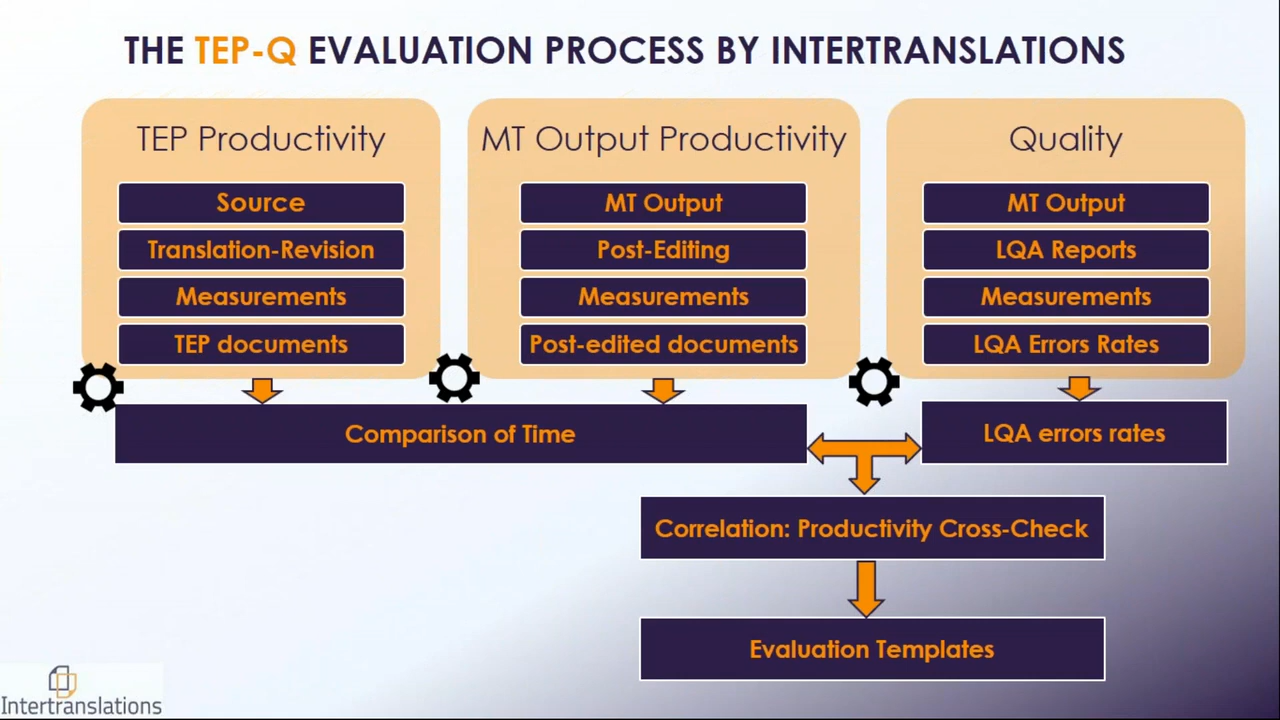 THE TEP-Q EVALUATION PROCESS BY INTERTRANSLATIONS
TEP Productivity
Source
Translation-Revision
Measurements
TEP documents
MT Output Productivity
MT Output
Post-Editing
Measurements
Post-edited documents
Quality
MT Output
LQA Reports
Measurements
LQA Errors Rates
Comparison of Time
LQA errors rates
Correlation: Productivity Cross-Check
Evaluation Templates
Intertranslations